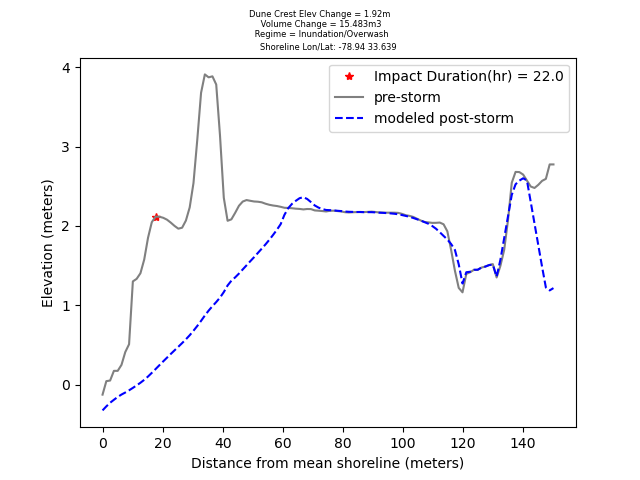 Dune Crest Elev Change = 1.92m
Volume Change = 15.483m3
Regime = Inundation/Overwash
Shoreline Lon/Lat: -78.94 33.639
Impact Duration(hr) = 22.0
pre-storm
modeled post-storm
4
3
2
1
0
Elevation (meters)
0 20 40 60 80 100 120 140
Distance from mean shoreline (meters)